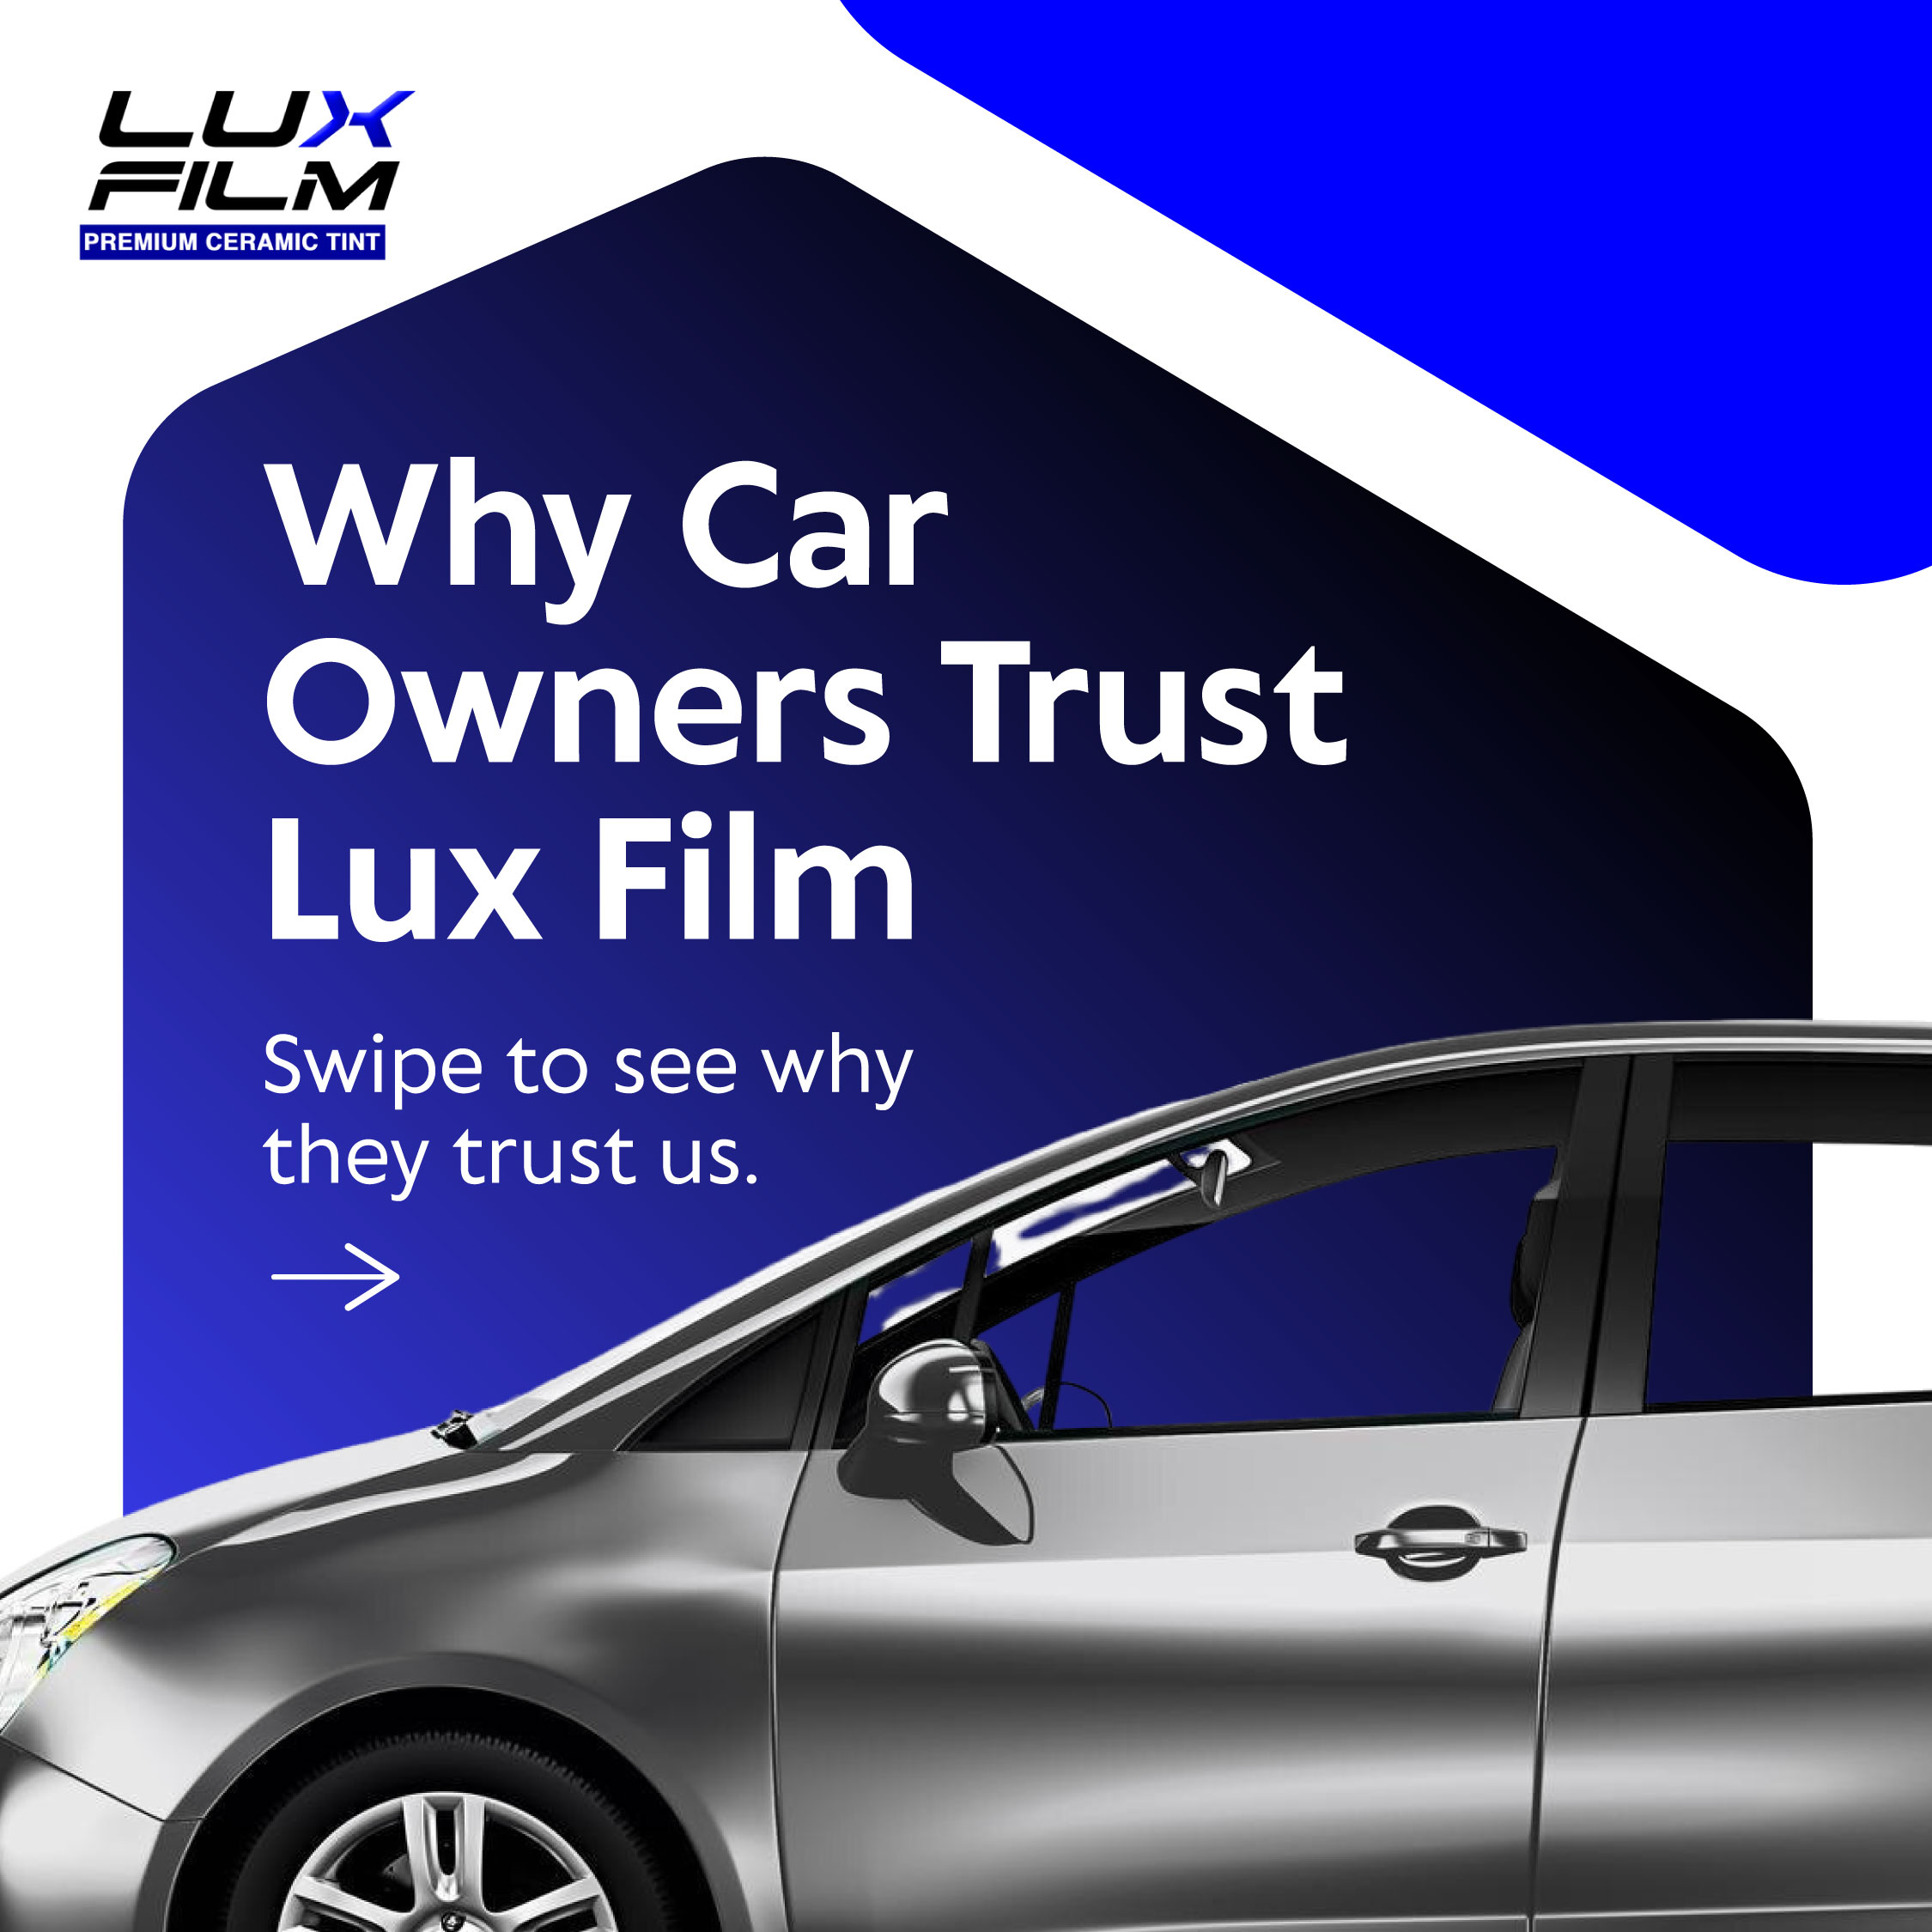 LUX
FILM
PREMIUM CERAMIC TINT
Why Car
Owners Trust
Lux Film
Swipe to see why
they trust us.